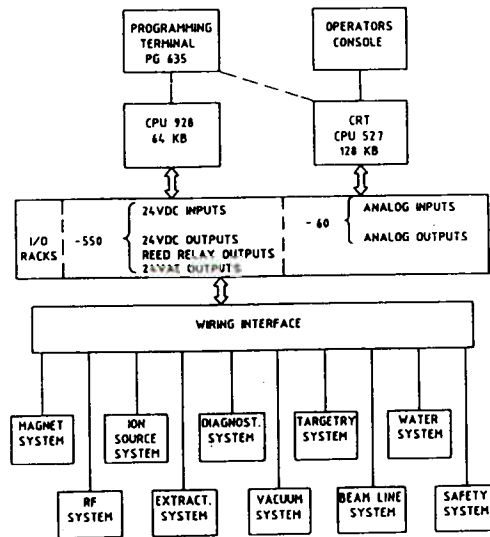 PROGRAMMING
TERMINAL
PG 635
OPERATORS
CONSOLE
CPU 928
64 KB
CRT
CPU 527
128 KB
I/O
RACKS
~550
24VDC INPUTS
24VDC OUTPUTS
REED RELAY OUTPUTS
24VAC OUTPUTS
~60
ANALOG INPUTS
ANALOG OUTPUTS
WIRING INTERFACE
MAGNET
SYSTEM
ION
SOURCE
SYSTEM
DIAGNOST.
SYSTEM
TARGETRY
SYSTEM
WATER
SYSTEM
RF
SYSTEM
EXTRACT.
SYSTEM
VACUUM
SYSTEM
BEAM LINE
SYSTEM
SAFETY
SYSTEM